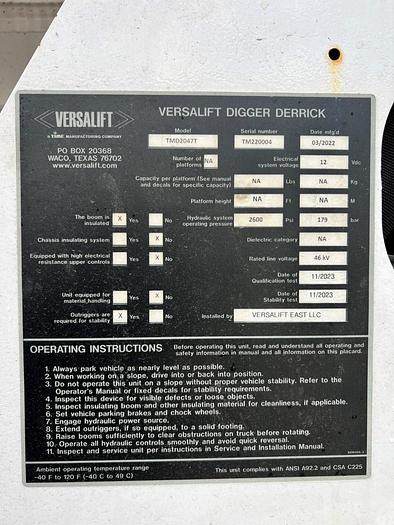 VERSALIFT
A TIME MANUFACTURING COMPANY
PO BOX 20368
WACO, TEXAS 76702
www.versalift.com
VERSALIFT DIGGER DERRICK
Model Serial number Date mfg'd
TMD2047T TM220004 03/2022
Number of platforms NA Electrical system voltage 12 Vdc
Capacity per platform (See manual and decals for specific capacity) NA Lbs NA Kg
Platform height NA Ft NA M
The boom is insulated X Yes No Hydraulic system operating pressure 2600 Psi 179 bar
Chassis insulating system Yes X No Dielectric category NA
Equipped with high electrical resistance upper controls Yes X No Rated line voltage 46 kV
Date of Qualification test 11/2023
Unit equipped for material handling Yes X No Date of Stability test 11/2023
Outriggers are required for stability X Yes No Installed by VERSALIFT EAST LLC
OPERATING INSTRUCTIONS Before operating this unit, read and understand all operating and safety information in manual and all information on this placard.
1. Always park vehicle as nearly level as possible.
2. When working on a slope, drive into or back into position.
3. Do not operate this unit on a slope without proper vehicle stability. Refer to the
Operator's Manual or fixed decals for stability requirements.
4. Inspect this device for visible defects or loose objects.
5. Inspect insulating boom and other insulating material for cleanliness, if applicable.
6. Set vehicle parking brakes and chock wheels.
7. Engage hydraulic power source.
8. Extend outriggers, if so equipped, to a solid footing.
9. Raise booms sufficiently to clear obstructions on truck before rotating.
10. Operate all hydraulic controls smoothly and avoid quick reversal.
11. Inspect and service unit per instructions in Service and Installation Manual.
Ambient operating temperature range
-40 F to 120 F (-40 C to 49 C)
This unit complies with ANSI A92.2 and CSA C225